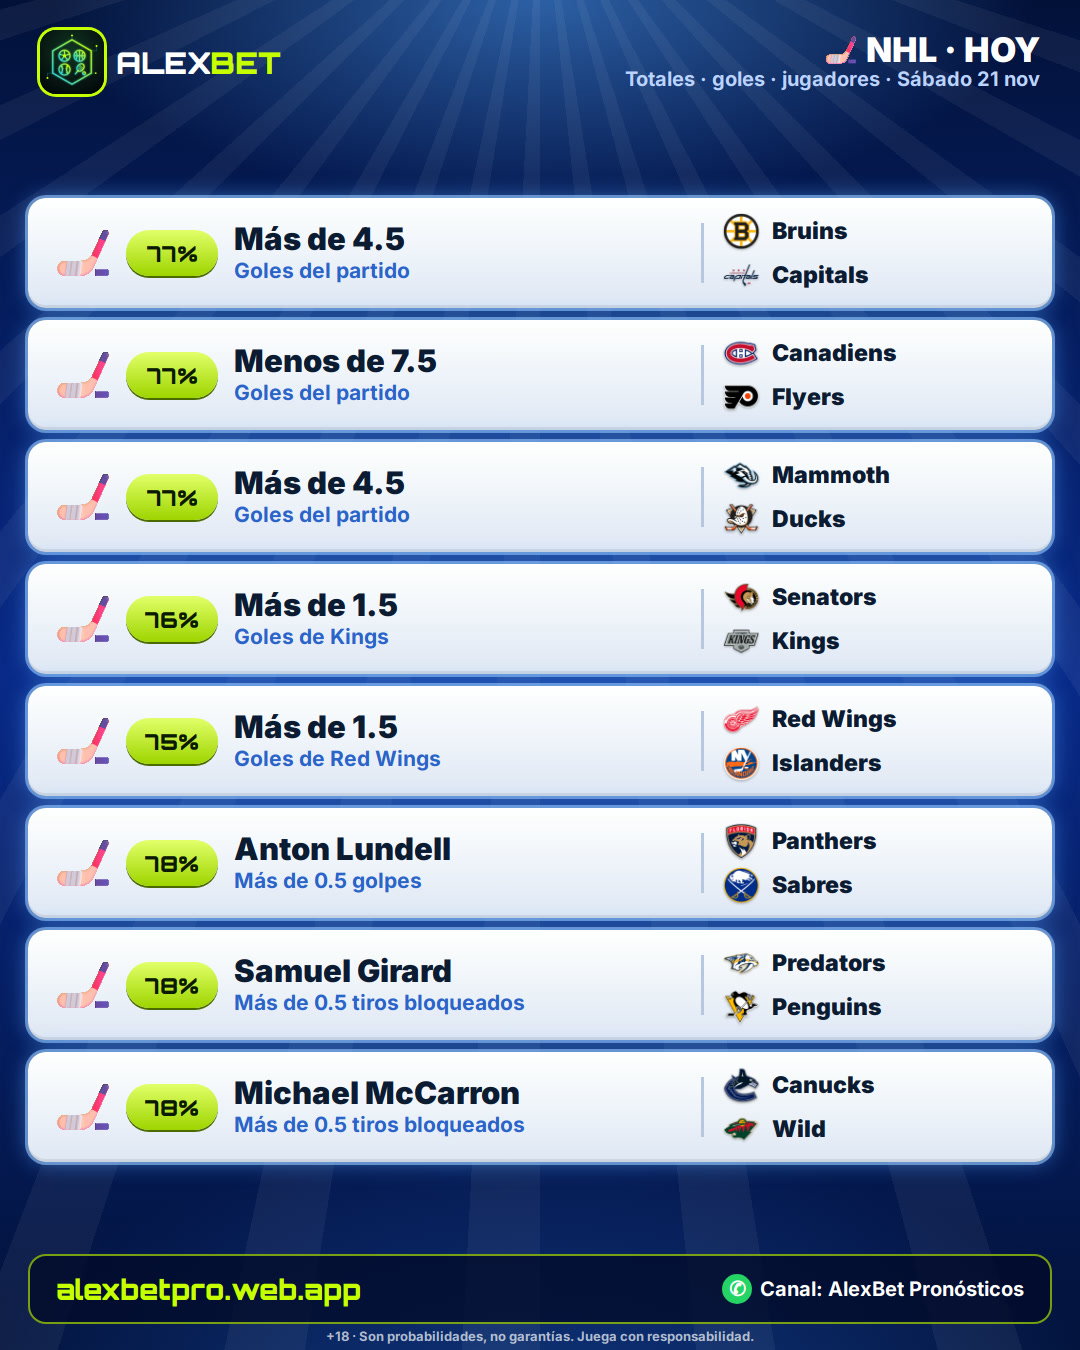 ALEXBET
NHL · HOY
Totales · goles · jugadores · Sábado 21 nov
77%
Más de 4.5
Goles del partido
B
Bruins
capitals
Capitals
77%
Menos de 7.5
Goles del partido
Canadiens
Flyers
77%
Más de 4.5
Goles del partido
Mammoth
Ducks
76%
Más de 1.5
Goles de Kings
Senators
KINGS
Kings
75%
Más de 1.5
Goles de Red Wings
Red Wings
NY
Islanders
78%
Anton Lundell
Más de 0.5 golpes
FLORIDA
Panthers
Sabres
78%
Samuel Girard
Más de 0.5 tiros bloqueados
Predators
Penguins
78%
Michael McCarron
Más de 0.5 tiros bloqueados
Canucks
Wild
alexbetpro.web.app
Canal: AlexBet Pronósticos
+18 · Son probabilidades, no garantías. Juega con responsabilidad.